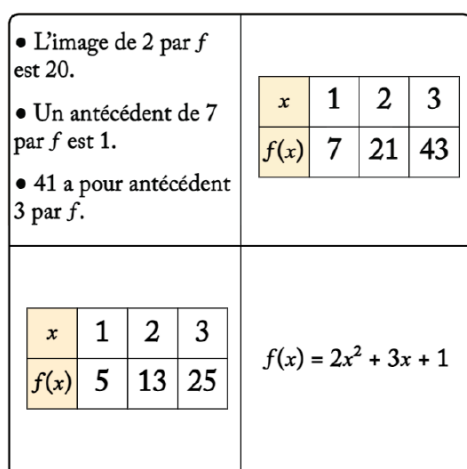 ● L'image de 2 par f
est 20.
● Un antécédent de 7
par f est 1.
● 41 a pour antécédent
3 par f.
x 1 2 3
f(x) 7 21 43
x 1 2 3
f(x) 5 13 25
f(x) = 2x² + 3x + 1